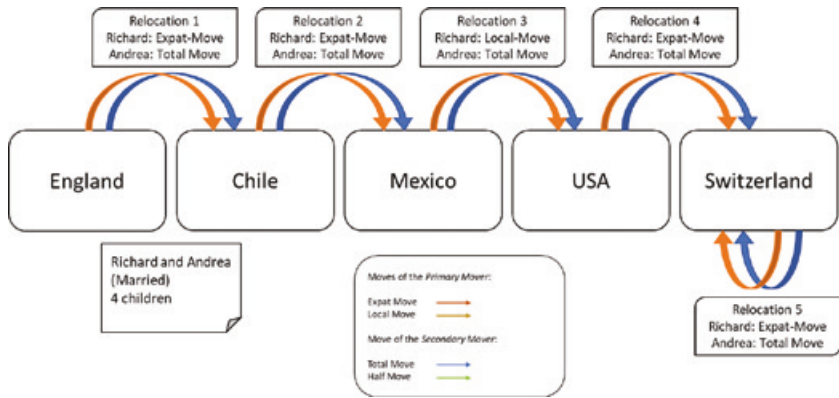 Relocation 1
Richard: Expat-Move
Andrea: Total Move
Relocation 2
Richard: Expat-Move
Andrea: Total Move
Relocation 3
Richard: Local-Move
Andrea: Total Move
Relocation 4
Richard: Expat-Move
Andrea: Total Move
England
Chile
Mexico
USA
Switzerland
Richard and Andrea
(Married)
4 children
Moves of the Primary Mover:
Expat Move
Local Move
Move of the Secondary Mover:
Total Move
Half Move
Relocation 5
Richard: Expat-Move
Andrea: Total Move